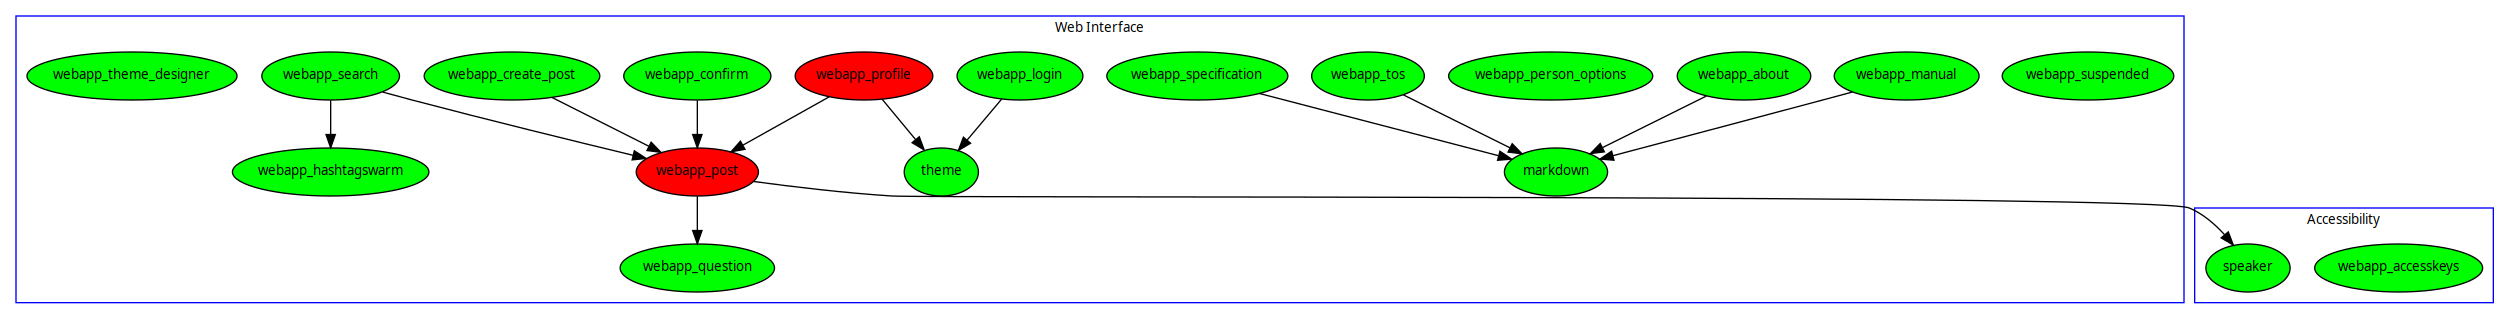 Web Interface
webapp_theme_designer
webapp_search
webapp_create_post
webapp_confirm
webapp_profile
webapp_login
webapp_specification
webapp_tos
webapp_person_options
webapp_about
webapp_manual
webapp_suspended
webapp_hashtagswarm
webapp_post
theme
markdown
webapp_question
Accessibility
speaker
webapp_accesskeys